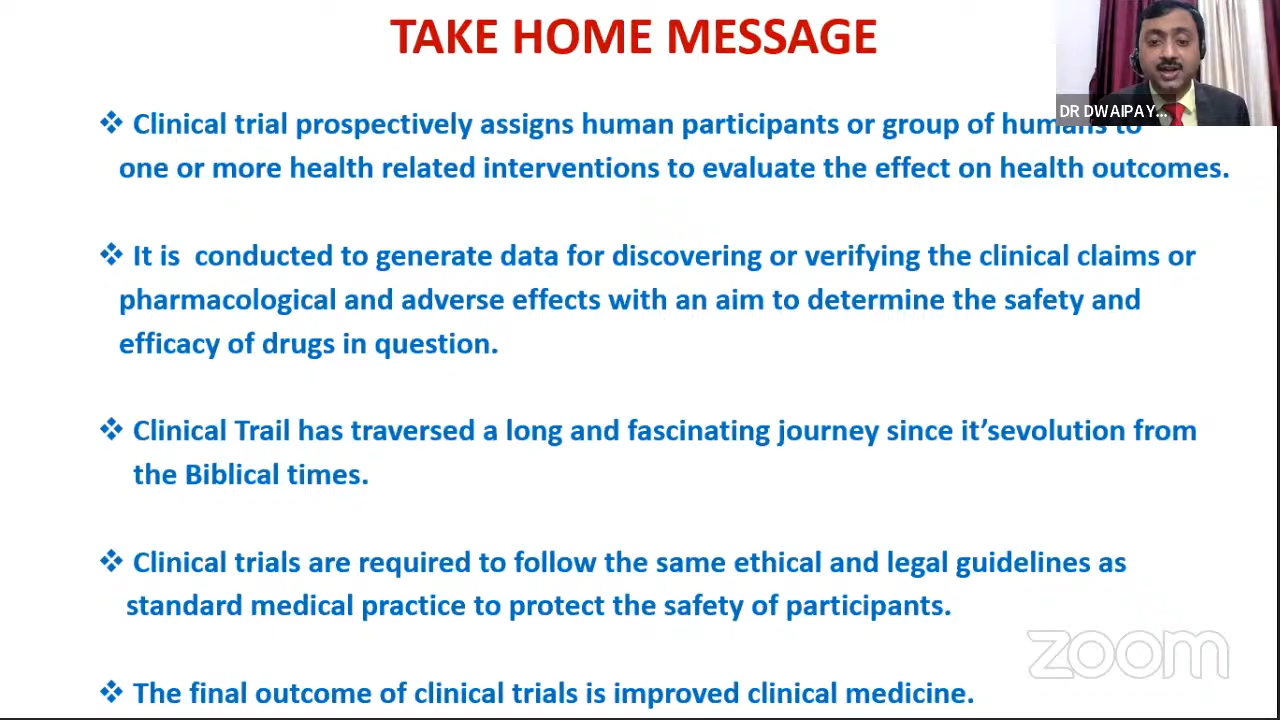 TAKE HOME MESSAGE
DR DWAIPAY...
❖ Clinical trial prospectively assigns human participants or group of humans to
one or more health related interventions to evaluate the effect on health outcomes.
❖ It is conducted to generate data for discovering or verifying the clinical claims or
pharmacological and adverse effects with an aim to determine the safety and
efficacy of drugs in question.
❖ Clinical Trail has traversed a long and fascinating journey since it’sevolution from
the Biblical times.
❖ Clinical trials are required to follow the same ethical and legal guidelines as
standard medical practice to protect the safety of participants.
zoom
❖ The final outcome of clinical trials is improved clinical medicine.